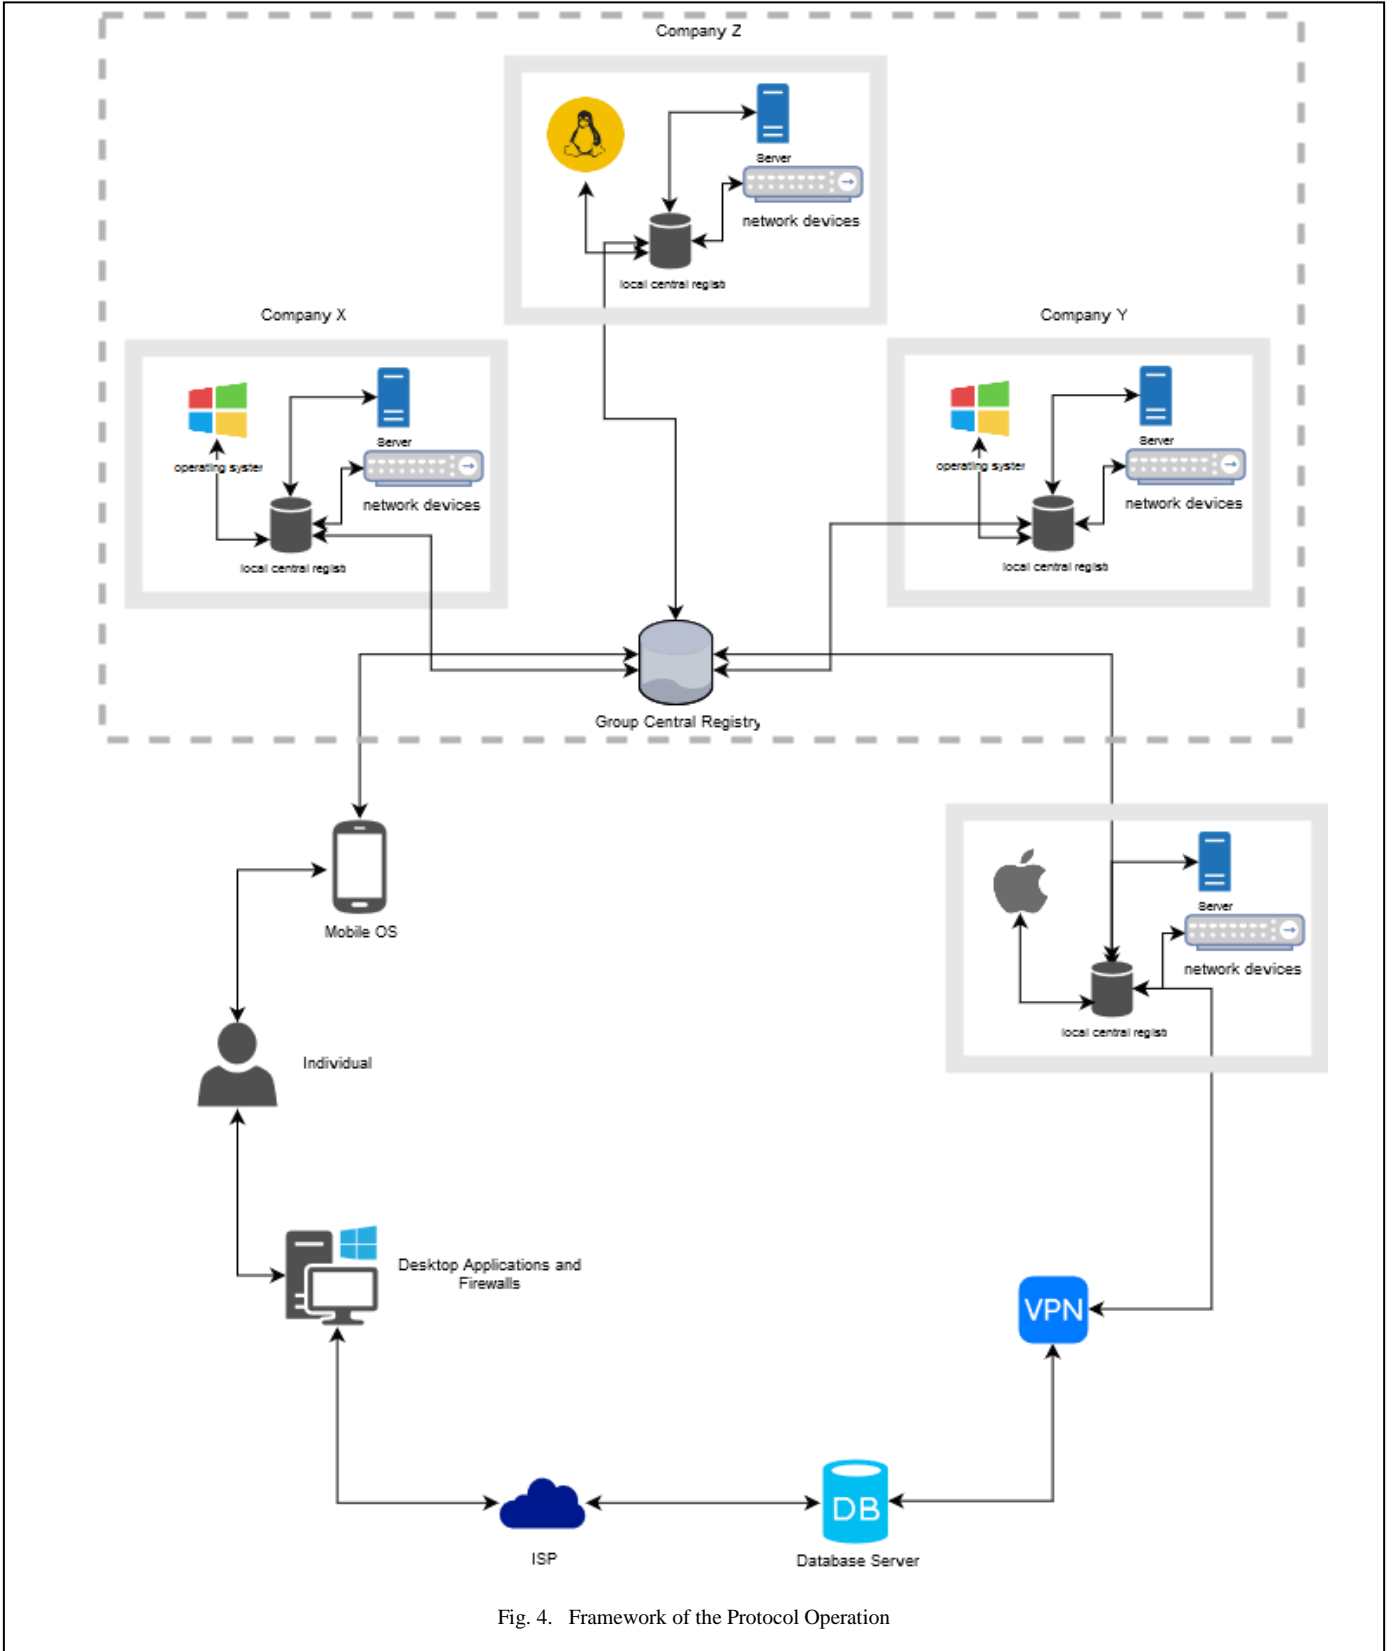 Company Z
Server
network devices
local central regist
Company X
Company Y
Server
operating syster
network devices
local central regist
Server
operating syster
network devices
local central regist
Group Central Registry
Mobile OS
Server
network devices
local central regist
Individual
Desktop Applications and
Firewalls
VPN
DB
ISP
Database Server
Fig. 4. Framework of the Protocol Operation